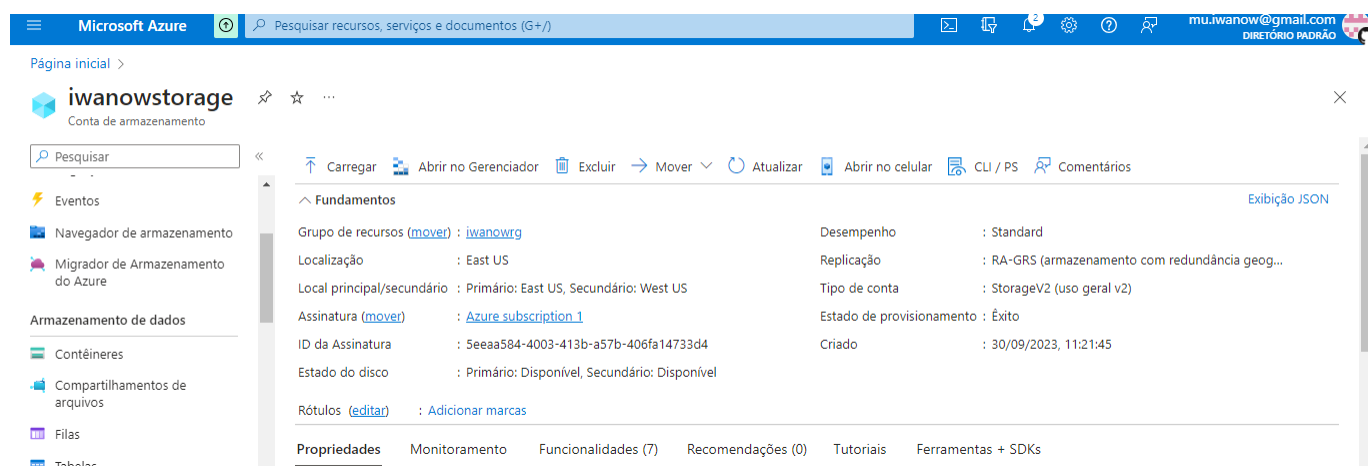 Microsoft Azure
Pesquisar recursos, serviços e documentos (G+/)
2
mu.iwanow@gmail.com
DIRETÓRIO PADRÃO
Página inicial >
iwanowstorage ...
Conta de armazenamento
Pesquisar
«
Eventos
Navegador de armazenamento
Migrador de Armazenamento
do Azure
Armazenamento de dados
Contêineres
Compartilhamentos de
arquivos
Filas
Tabelas
Carregar Abrir no Gerenciador Excluir Mover Atualizar Abrir no celular CLI / PS Comentários
Fundamentos
Exibição JSON
Grupo de recursos (mover) : iwanowrg
Localização : East US
Local principal/secundário : Primário: East US, Secundário: West US
Assinatura (mover) : Azure subscription 1
ID da Assinatura : 5eeaa584-4003-413b-a57b-406fa14733d4
Estado do disco : Primário: Disponível, Secundário: Disponível
Desempenho : Standard
Replicação : RA-GRS (armazenamento com redundância geog...
Tipo de conta : StorageV2 (uso geral v2)
Estado de provisionamento : Êxito
Criado : 30/09/2023, 11:21:45
Rótulos (editar) : Adicionar marcas
Propriedades Monitoramento Funcionalidades (7) Recomendações (0) Tutoriais Ferramentas + SDKs